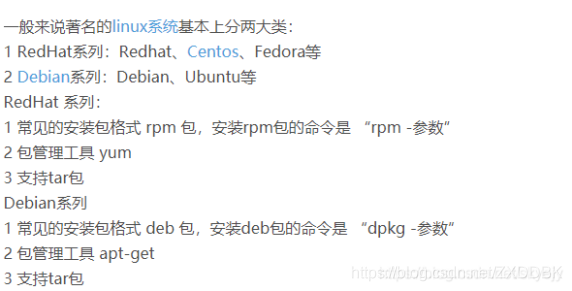 一般来说著名的linux系统基本上分两大类：
1 RedHat系列：Redhat、Centos、Fedora等
2 Debian系列：Debian、Ubuntu等
RedHat 系列：
1 常见的安装包格式 rpm 包，安装rpm包的命令是 “rpm -参数”
2 包管理工具 yum
3 支持tar包
Debian系列
1 常见的安装包格式 deb 包，安装deb包的命令是 “dpkg -参数”
2 包管理工具 apt-get
3 支持tar包